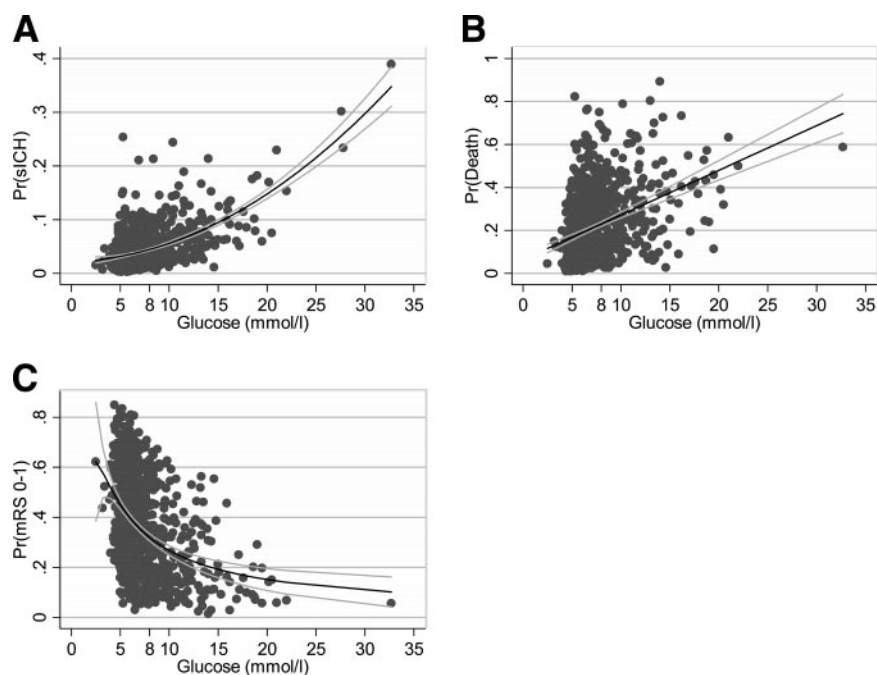 A
Pr(sICH)
0 .1 .2 .3 .4
0 5 8 10 15 20 25 30 35
Glucose (mmol/l)
B
Pr(Death)
0 .2 .4 .6 .8 1
0 5 8 10 15 20 25 30 35
Glucose (mmol/l)
C
Pr(mRS 0-1)
0 .2 .4 .6 .8
0 5 8 10 15 20 25 30 35
Glucose (mmol/l)